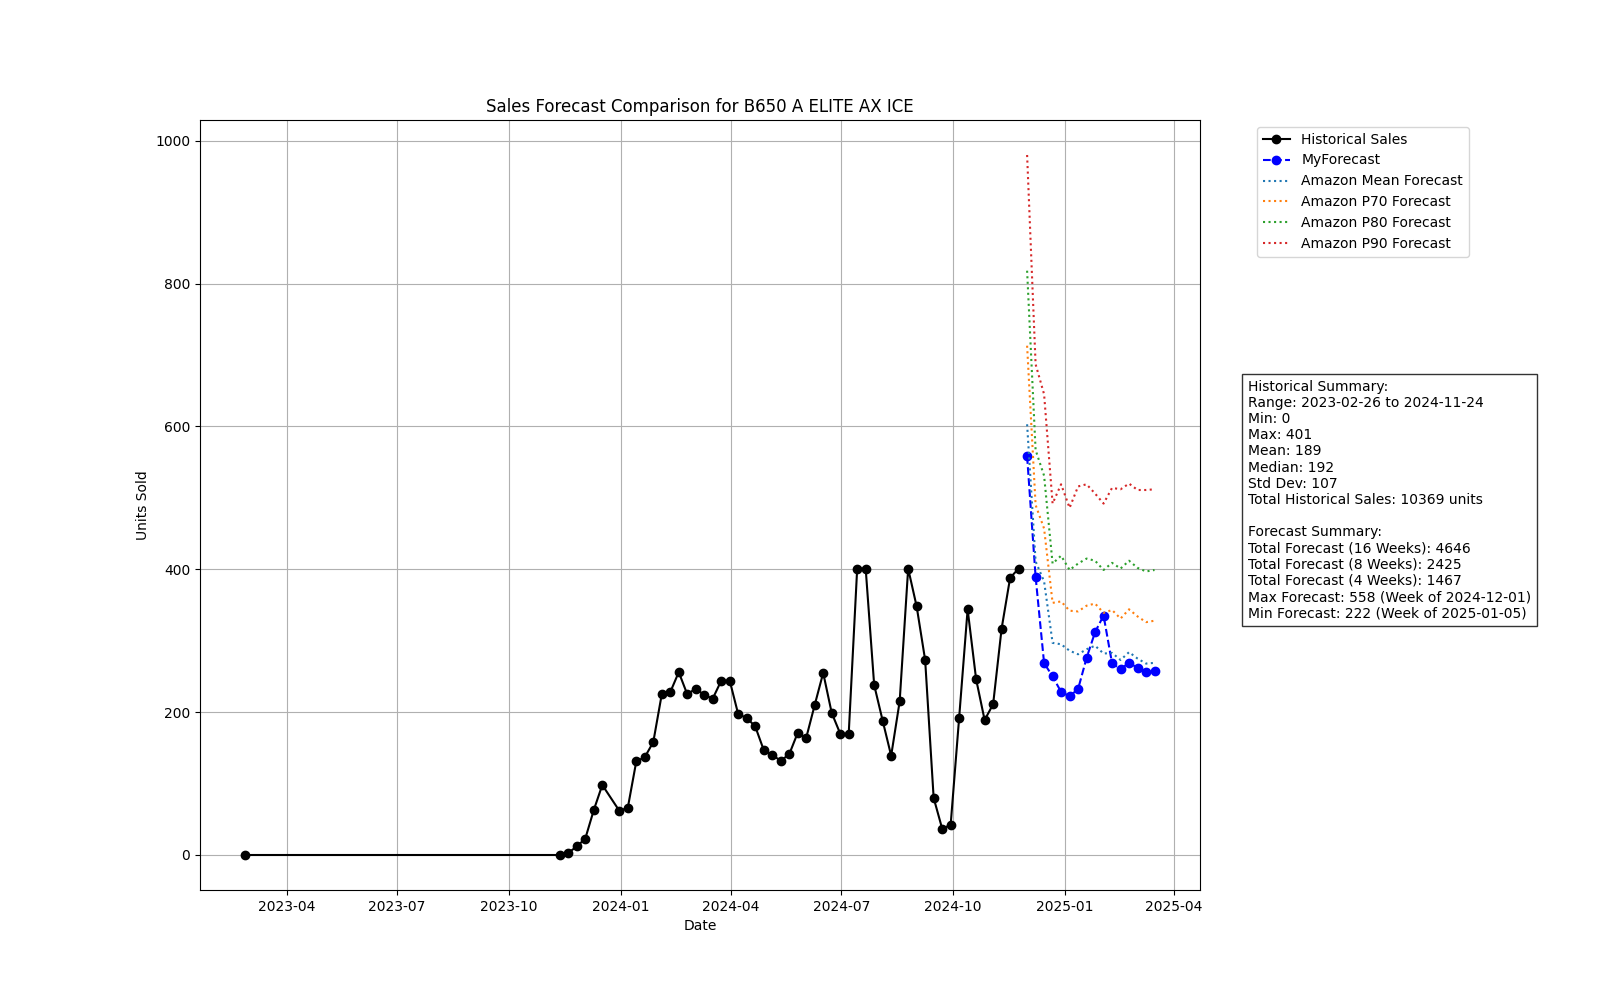 Sales Forecast Comparison for B650 A ELITE AX ICE
1000
800
600
400
200
0
Units Sold
2023-04
2023-07
2023-10
2024-01
2024-04
2024-07
2024-10
2025-01
2025-04
Date
Historical Sales
MyForecast
Amazon Mean Forecast
Amazon P70 Forecast
Amazon P80 Forecast
Amazon P90 Forecast
Historical Summary:
Range: 2023-02-26 to 2024-11-24
Min: 0
Max: 401
Mean: 189
Median: 192
Std Dev: 107
Total Historical Sales: 10369 units
Forecast Summary:
Total Forecast (16 Weeks): 4646
Total Forecast (8 Weeks): 2425
Total Forecast (4 Weeks): 1467
Max Forecast: 558 (Week of 2024-12-01)
Min Forecast: 222 (Week of 2025-01-05)